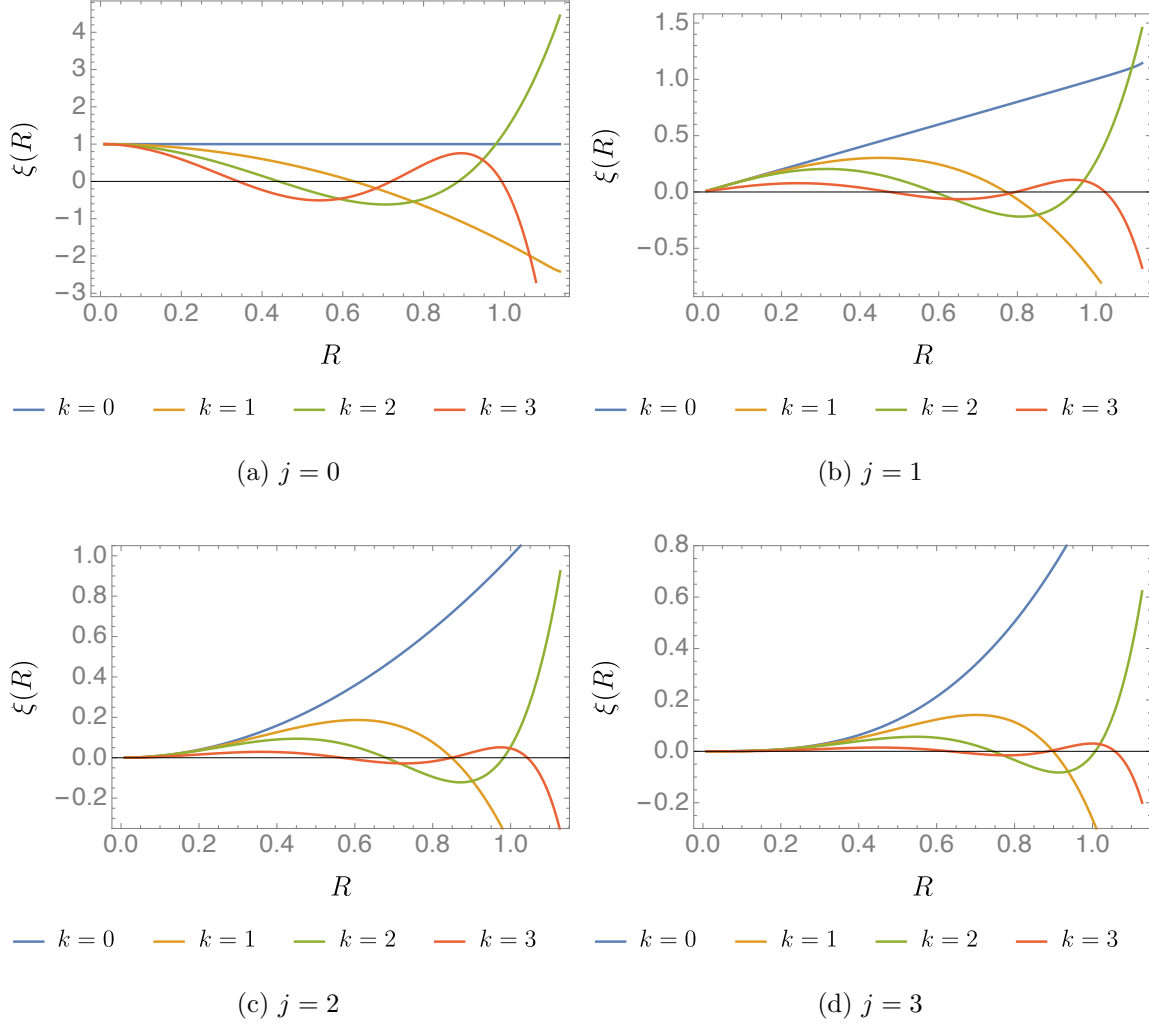 4
3
2
1
0
−1
−2
−3
0.0 0.2 0.4 0.6 0.8 1.0
ξ(R)
R
k = 0 k = 1 k = 2 k = 3
(a) j = 0
1.5
1.0
0.5
0.0
−0.5
0.0 0.2 0.4 0.6 0.8 1.0
ξ(R)
R
k = 0 k = 1 k = 2 k = 3
(b) j = 1
1.0
0.8
0.6
0.4
0.2
0.0
−0.2
0.0 0.2 0.4 0.6 0.8 1.0
ξ(R)
R
k = 0 k = 1 k = 2 k = 3
(c) j = 2
0.8
0.6
0.4
0.2
0.0
−0.2
0.0 0.2 0.4 0.6 0.8 1.0
ξ(R)
R
k = 0 k = 1 k = 2 k = 3
(d) j = 3